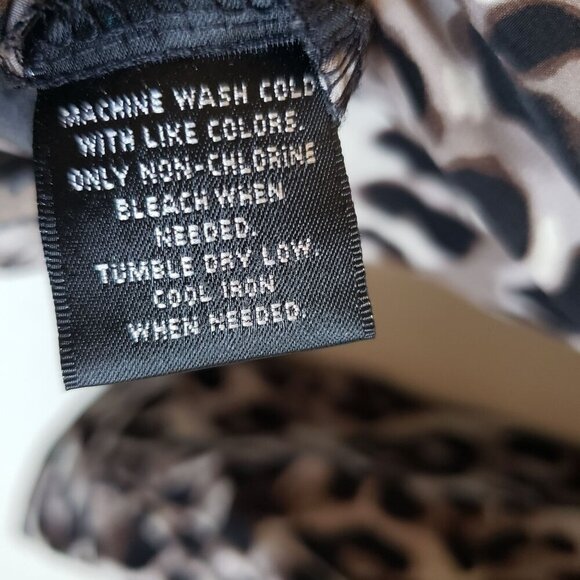 MACHINE WASH COLD
WITH LIKE COLORS.
ONLY NON-CHLORINE
BLEACH WHEN
NEEDED.
TUMBLE DRY LOW.
COOL IRON
WHEN NEEDED.